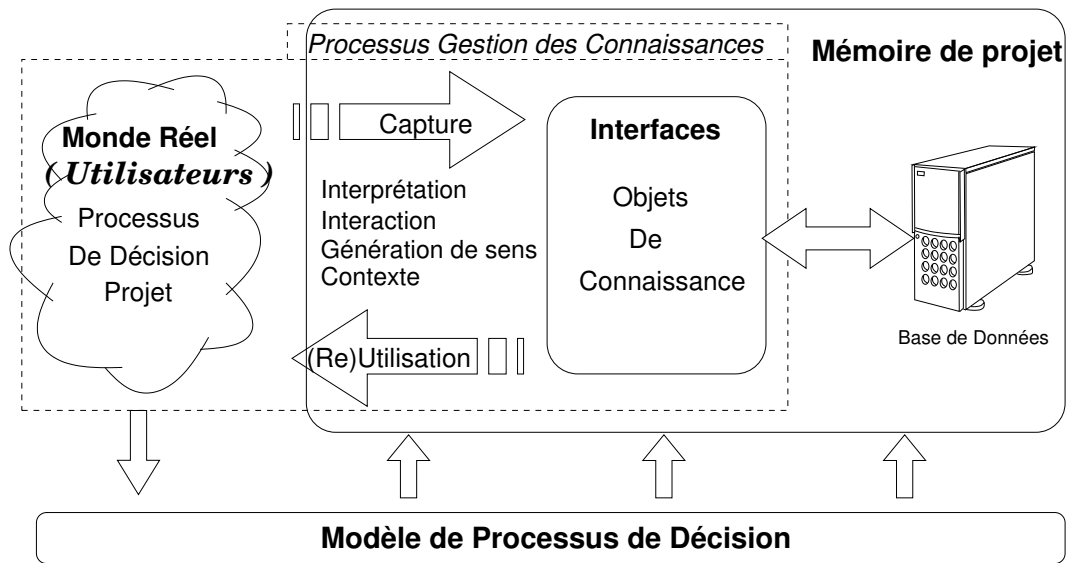 Processus Gestion des Connaissances
Mémoire de projet
Monde Réel
( Utilisateurs )
Processus
De Décision
Projet
Capture
Interprétation
Interaction
Génération de sens
Contexte
(Re)Utilisation
Interfaces
Objets
De
Connaissance
Base de Données
Modèle de Processus de Décision